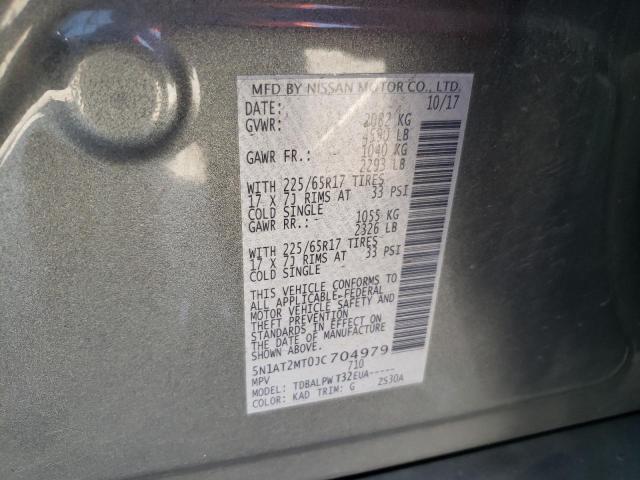 MFD BY NISSAN MOTOR CO., LTD.
DATE: 10/17
GVWR: 2082 KG
4590 LB
GAWR FR.: 1040 KG
2293 LB
WITH 225/65R17 TIRES
17 X 7J RIMS AT 33 PSI
COLD SINGLE
GAWR RR.: 1055 KG
2326 LB
WITH 225/65R17 TIRES
17 X 7J RIMS AT 33 PSI
COLD SINGLE
THIS VEHICLE CONFORMS TO
ALL APPLICABLE FEDERAL
MOTOR VEHICLE SAFETY AND
THEFT PREVENTION
STANDARDS IN EFFECT ON
THE DATE OF MANUFACTURE
SHOWN ABOVE.
5N1AT2MT0JC704979
MPV 710
MODEL: TDBALPW T32EUA-----
COLOR: KAD TRIM: G ZS30A